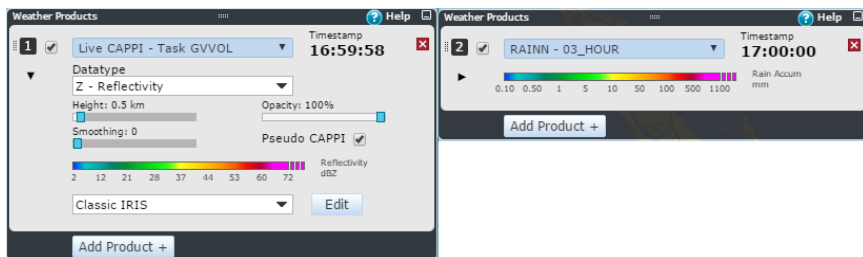 Weather Products
? Help
1
Live CAPPI - Task GVVOL
Timestamp
16:59:58
Datatype
Z - Reflectivity
Height: 0.5 km
Opacity: 100%
Smoothing: 0
Pseudo CAPPI
Reflectivity
dBZ
2 12 21 28 37 44 53 60 72
Classic IRIS
Edit
Add Product +
Weather Products
? Help
2
RAINN - 03_HOUR
Timestamp
17:00:00
Rain Accum
mm
0.10 0.50 1 5 10 50 100 500 1100
Add Product +